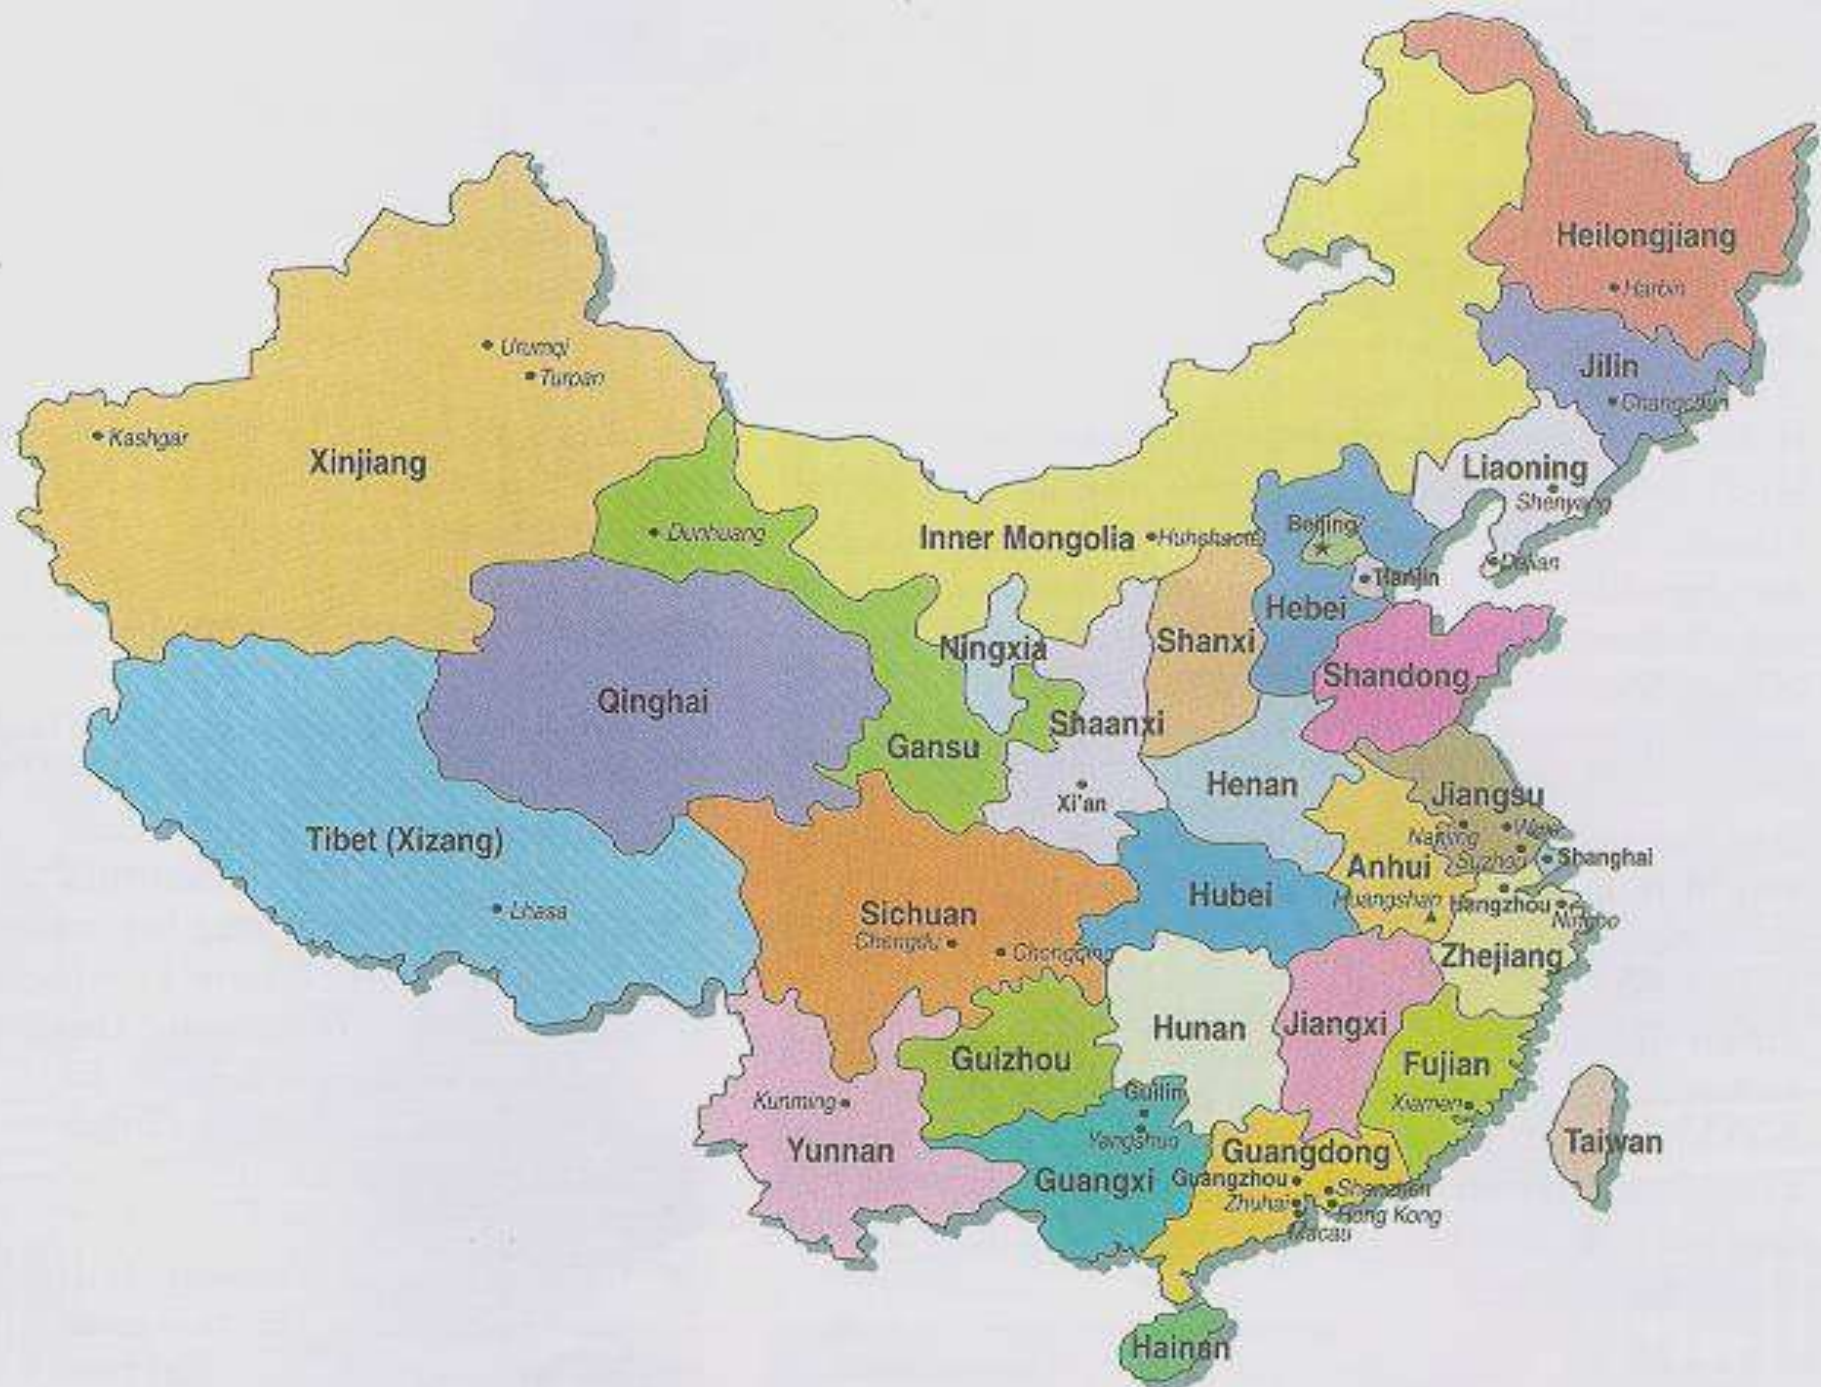 Heilongjiang
Harbin
Urumqi
Turpan
Jilin
Changchun
Kashgar
Xinjiang
Liaoning
Shenyang
Dunhuang
Inner Mongolia
Beijing
Dalian
Tianjin
Hebei
Ningxia
Shanxi
Shandong
Qinghai
Shaanxi
Gansu
Henan
Xi'an
Jiangsu
Nanjing
Tibet (Xizang)
Suzhou
Shanghai
Anhui
Hubei
Huangshan
Hangzhou
Ningbo
Lhasa
Sichuan
Chengdu
Chongqing
Zhejiang
Hunan
Jiangxi
Guizhou
Fujian
Guilin
Kunming
Xiamen
Yangshuo
Yunnan
Guangdong
Taiwan
Guangxi
Guangzhou
Shenzhen
Zhuhai
Hong Kong
Macau
Hainan